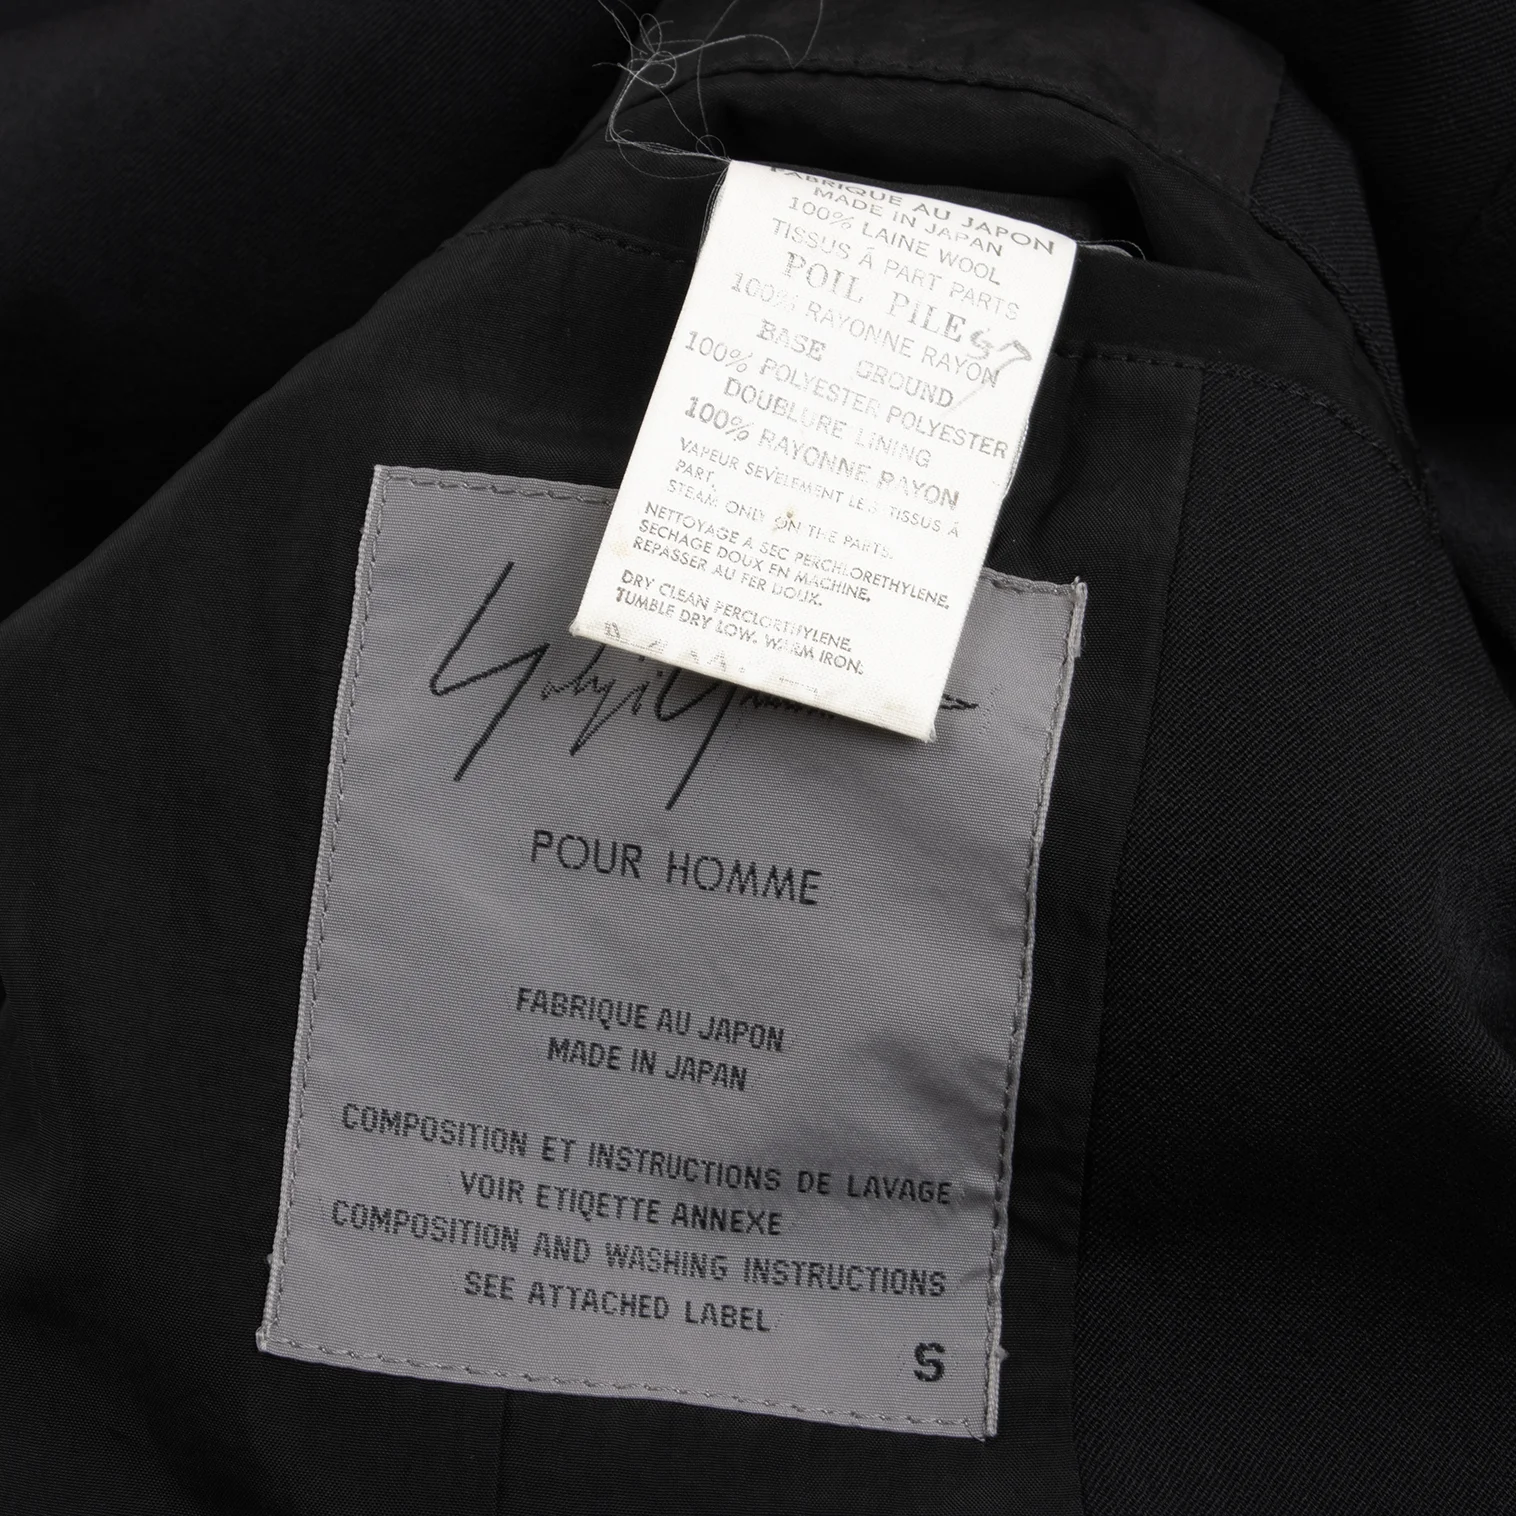 FABRIQUE AU JAPON
MADE IN JAPAN
100% LAINE WOOL
TISSUS À PART PARTS
POIL PILE
100% RAYONNE RAYON
BASE GROUND
100% POLYESTER POLYESTER
DOUBLURE LINING
100% RAYONNE RAYON
VAPEUR SEVELEMENT LES TISSUS À
PART.
STEAM ONLY ON THE PARTS.
NETTOYAGE A SEC PERCHLORETHYLENE.
SECHAGE DOUX EN MACHINE.
REPASSER AU FER DOUX.
DRY CLEAN PERCLORTHYLENE.
TUMBLE DRY LOW. WARM IRON.
Yohji
POUR HOMME
FABRIQUE AU JAPON
MADE IN JAPAN
COMPOSITION ET INSTRUCTIONS DE LAVAGE
VOIR ETIQETTE ANNEXE
COMPOSITION AND WASHING INSTRUCTIONS
SEE ATTACHED LABEL
S